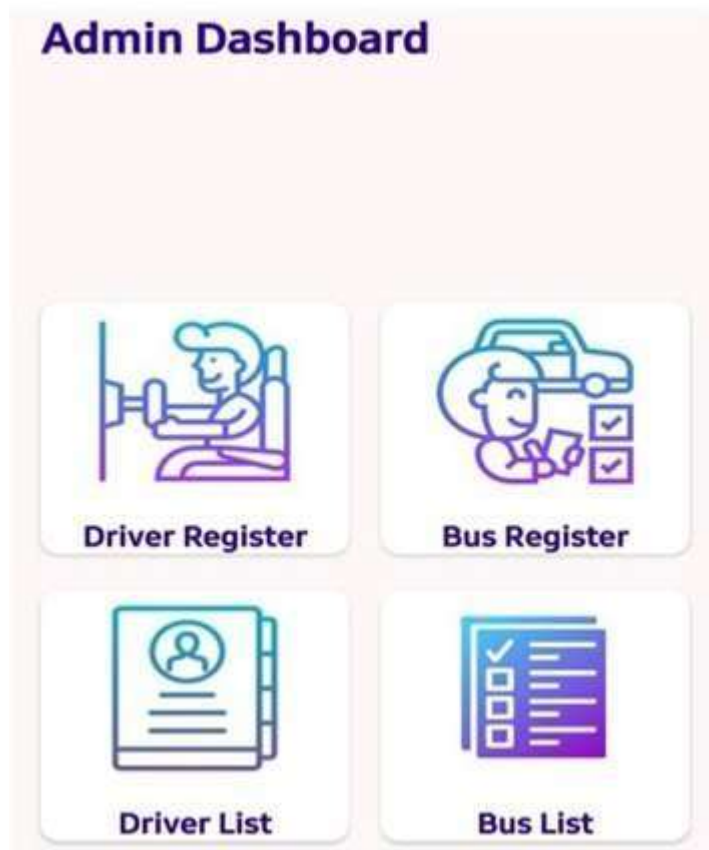 Admin Dashboard
Driver Register
Bus Register
Driver List
Bus List